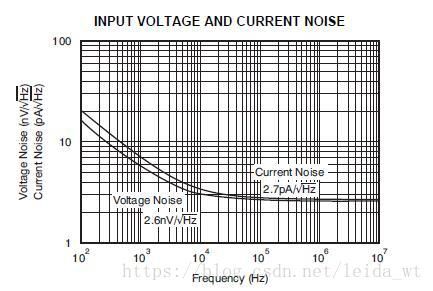 INPUT VOLTAGE AND CURRENT NOISE
Voltage Noise (nV/√Hz)
Current Noise (pA/√Hz)
100
10
1
Current Noise
2.7pA/√Hz
Voltage Noise
2.6nV/√Hz
10² 10³ 10⁴ 10⁵ 10⁶ 10⁷
Frequency (Hz)
https://blog.csdn.net/leida_wt